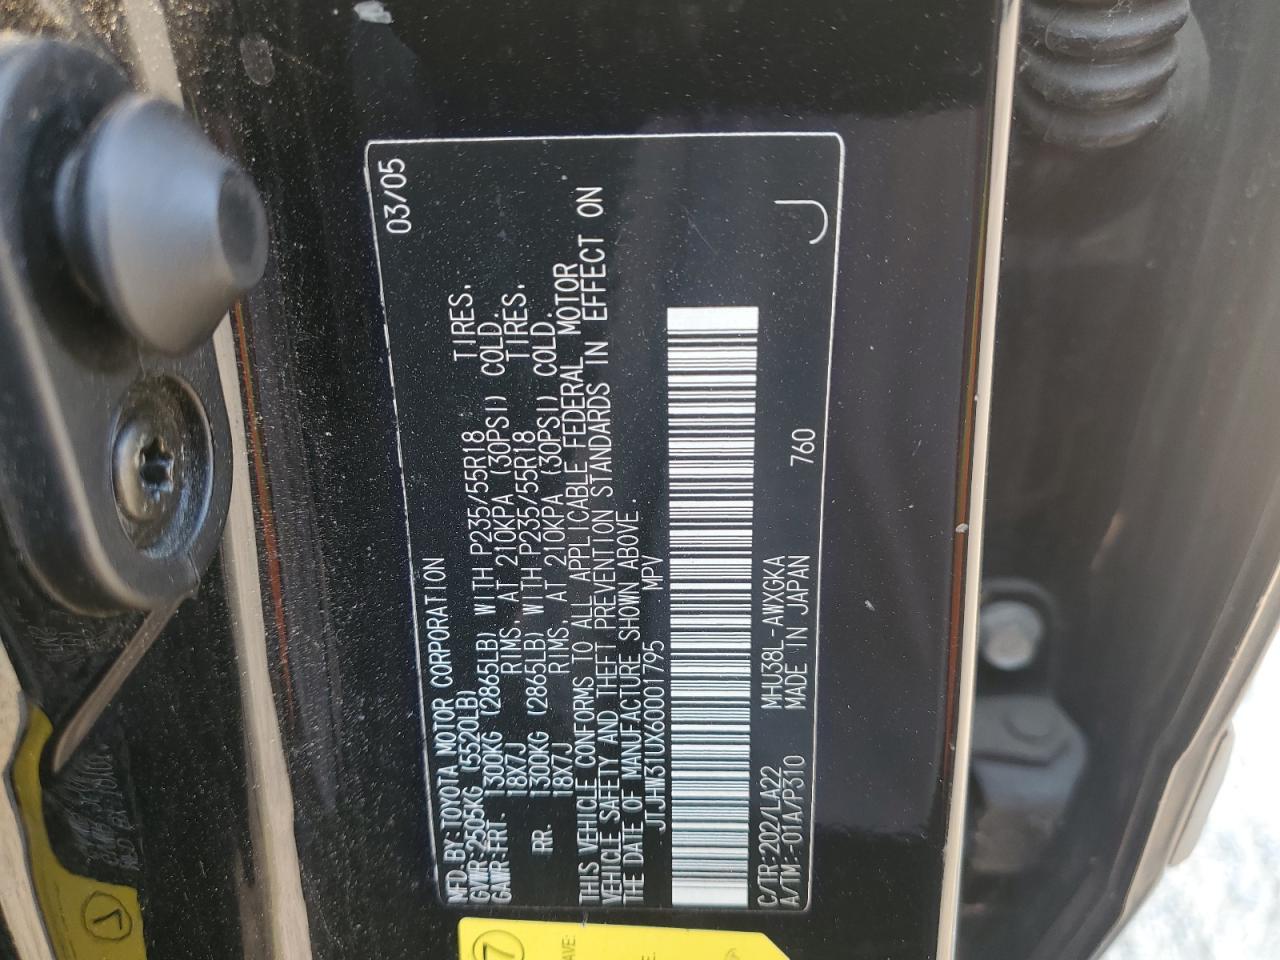 03/05
MFD. BY: TOYOTA MOTOR CORPORATION
GVWR: 2505KG (5520LB)
GAWR: FRT. 1300KG (2865LB) WITH P235/55R18 TIRES,
18X7J RIMS, AT 210KPA (30PSI) COLD.
RR. 1300KG (2865LB) WITH P235/55R18 TIRES,
18X7J RIMS, AT 210KPA (30PSI) COLD.
THIS VEHICLE CONFORMS TO ALL APPLICABLE FEDERAL MOTOR
VEHICLE SAFETY AND THEFT PREVENTION STANDARDS IN EFFECT ON
THE DATE OF MANUFACTURE SHOWN ABOVE.
JTJHW31UX60001795 MPV
C/TR: 202/LA22 MHU38L-AWXGKA
A/TM: -01A/P310 MADE IN JAPAN 760
J
7
AVE: